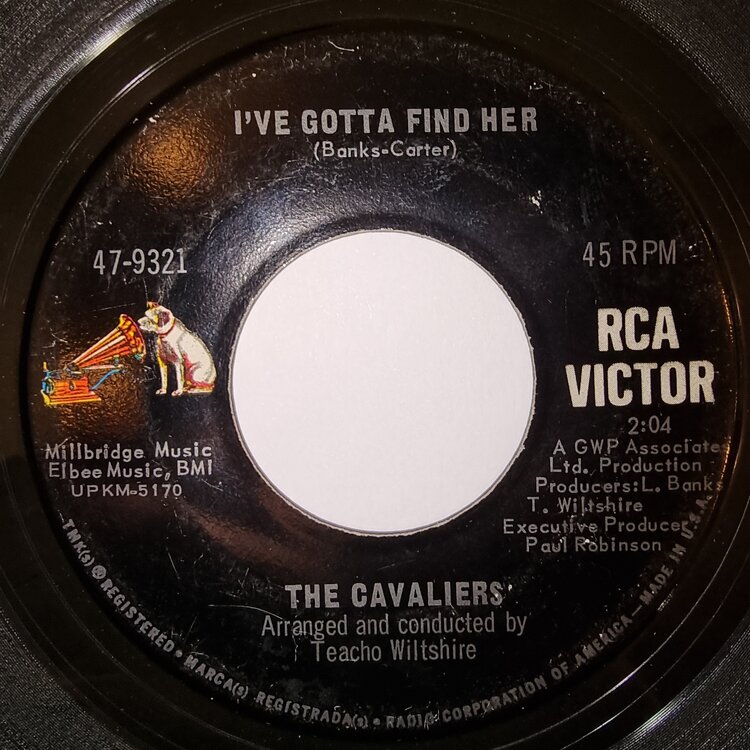 I'VE GOTTA FIND HER
(Banks-Carter)
47-9321
45 RPM
RCA
VICTOR
2:04
Millbridge Music
Elbee Music, BMI
UPKM-5170
A GWP Associates
Ltd. Production
Producers: L. Banks
T. Wiltshire
Executive Producer
Paul Robinson
THE CAVALIERS
Arranged and conducted by
Teacho Wiltshire
TMK(s) ® REGISTERED • MARCA(s) REGISTRADA(s) • RADIO CORPORATION OF AMERICA — MADE IN U.S.A.